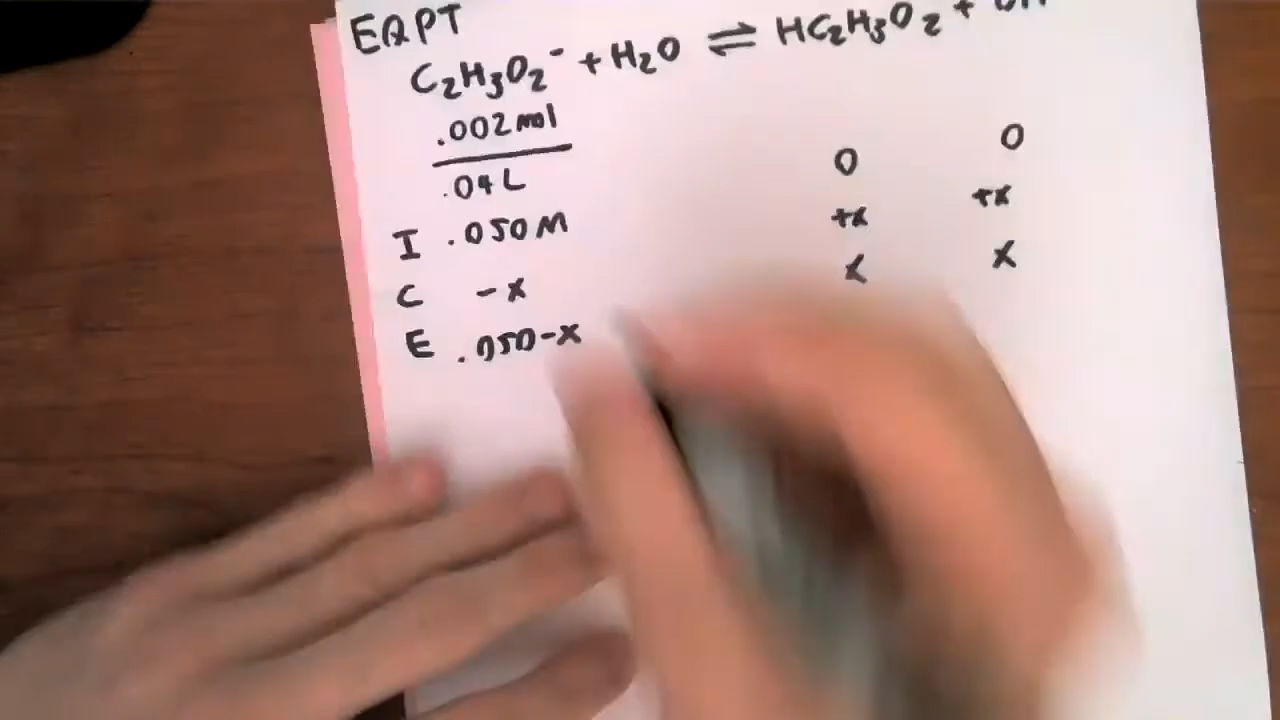 EQPT
C₂H₃O₂⁻ + H₂O ⇌ HC₂H₃O₂ +
.002 mol
.04 L
0 0
I .050 M
+x +x
C -x
x x
E .050-x